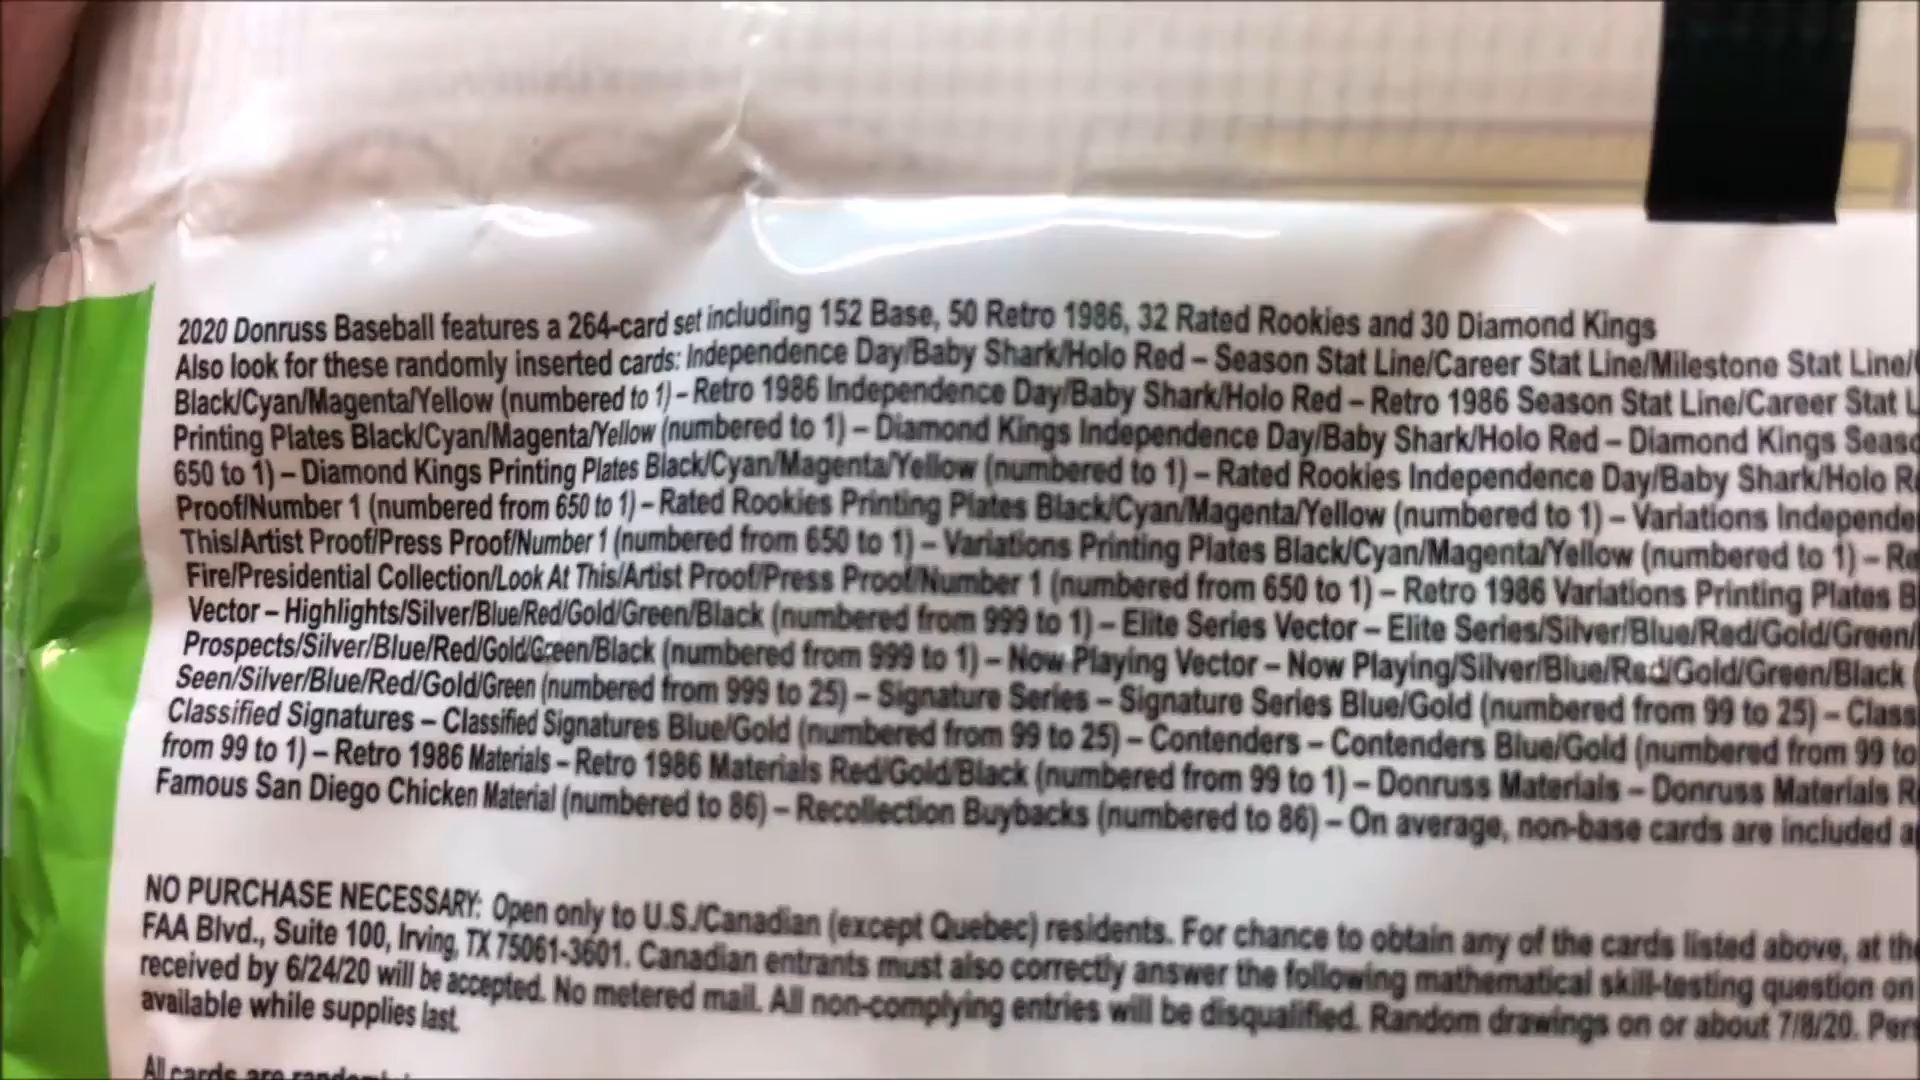 2020 Donruss Baseball features a 264-card set including 152 Base, 50 Retro 1986, 32 Rated Rookies and 30 Diamond Kings
Also look for these randomly inserted cards: Independence Day/Baby Shark/Holo Red – Season Stat Line/Career Stat Line/Milestone Stat Line/
Black/Cyan/Magenta/Yellow (numbered to 1) – Retro 1986 Independence Day/Baby Shark/Holo Red – Retro 1986 Season Stat Line/Career Stat
Printing Plates Black/Cyan/Magenta/Yellow (numbered to 1) – Diamond Kings Independence Day/Baby Shark/Holo Red – Diamond Kings
650 to 1) – Diamond Kings Printing Plates Black/Cyan/Magenta/Yellow (numbered to 1) – Rated Rookies Independence Day/Baby Shark/Holo
Proof/Number 1 (numbered from 650 to 1) – Rated Rookies Printing Plates Black/Cyan/Magenta/Yellow (numbered to 1) – Variations
This/Artist Proof/Press Proof/Number 1 (numbered from 650 to 1) – Variations Printing Plates Black/Cyan/Magenta/Yellow (numbered to 1) –
Fire/Presidential Collection/Look At This/Artist Proof/Press Proof/Number 1 (numbered from 650 to 1) – Retro 1986 Variations Printing Plates
Vector – Highlights/Silver/Blue/Red/Gold/Green/Black (numbered from 999 to 1) – Elite Series Vector – Elite Series/Silver/Blue/Red/Gold/Green/
Prospects/Silver/Blue/Red/Gold/Green/Black (numbered from 999 to 1) – Now Playing Vector – Now Playing/Silver/Blue/Red/Gold/Green/Black (
Seen/Silver/Blue/Red/Gold/Green (numbered from 999 to 25) – Signature Series – Signature Series Blue/Gold (numbered from 99 to 25) –
Classified Signatures – Classified Signatures Blue/Gold (numbered from 99 to 25) – Contenders – Contenders Blue/Gold (numbered from 99 to
from 99 to 1) – Retro 1986 Materials – Retro 1986 Materials Red/Gold/Black (numbered from 99 to 1) – Donruss Materials – Donruss Materials
Famous San Diego Chicken Material (numbered to 86) – Recollection Buybacks (numbered to 86) – On average, non-base cards are included
NO PURCHASE NECESSARY: Open only to U.S./Canadian (except Quebec) residents. For chance to obtain any of the cards listed above, at
FAA Blvd., Suite 100, Irving, TX 75061-3601. Canadian entrants must also correctly answer the following mathematical skill-testing question on
received by 6/24/20 will be accepted. No metered mail. All non-complying entries will be disqualified. Random drawings on or about 7/8/20.
available while supplies last.
All cards are